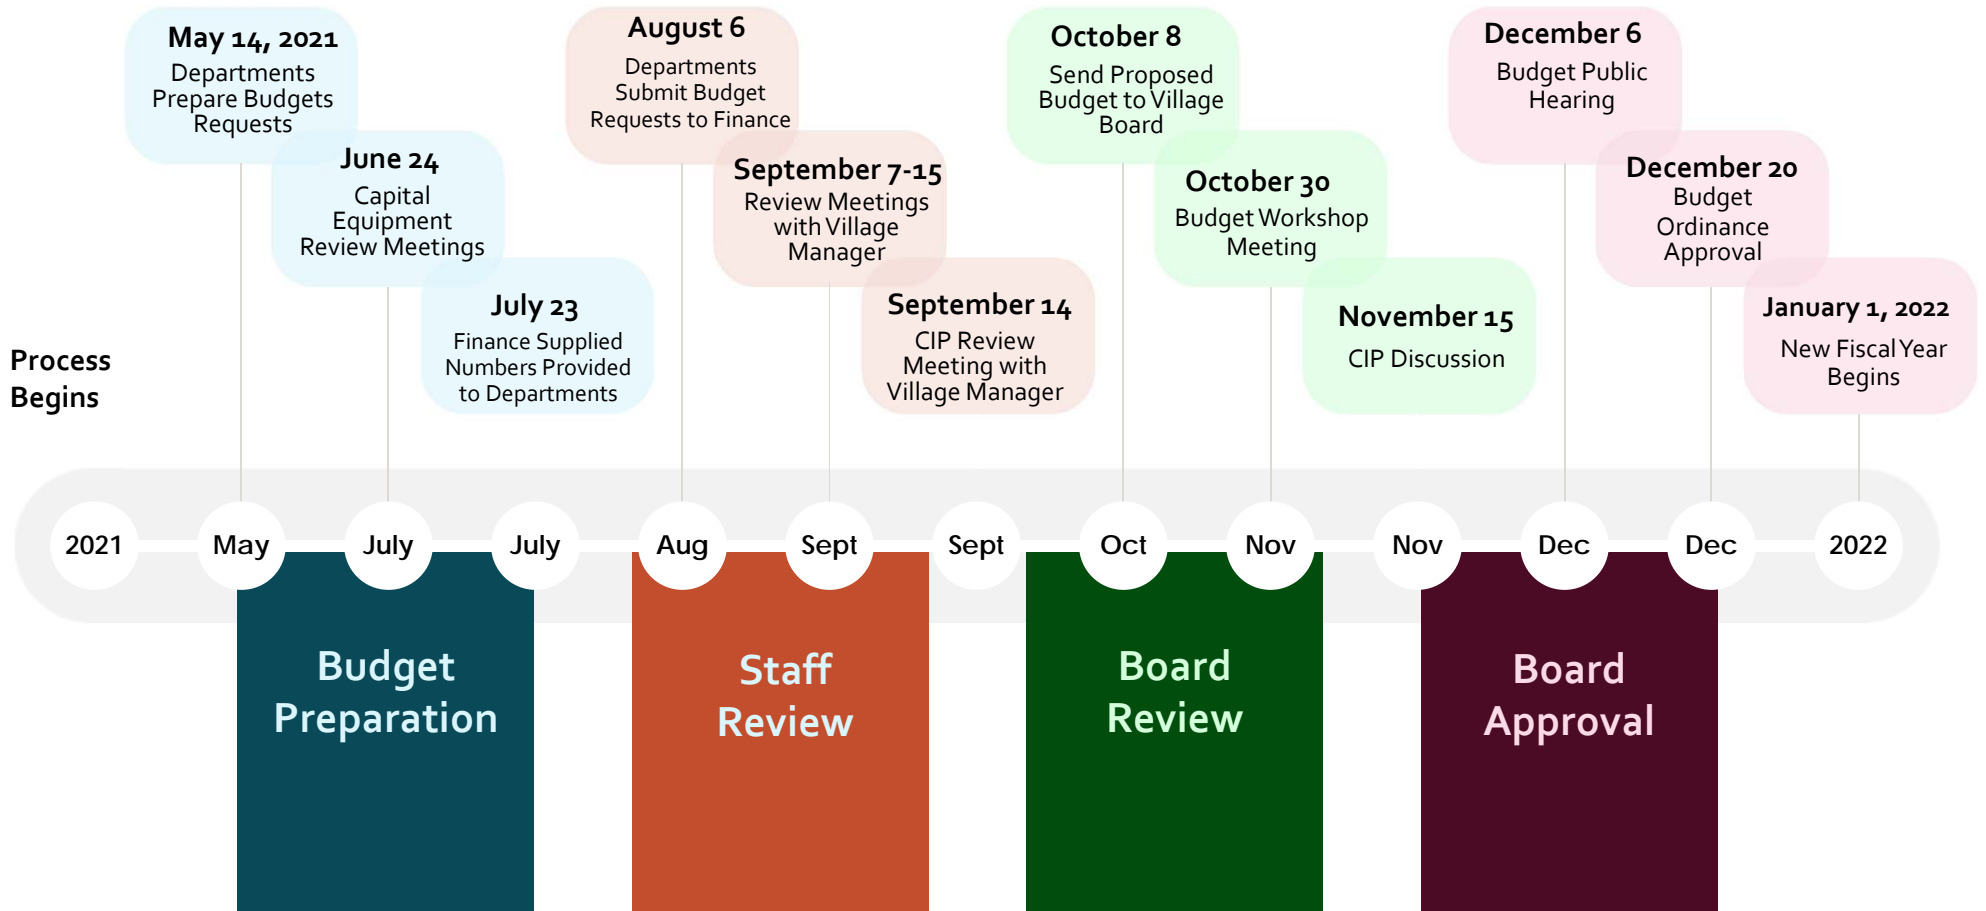 May 14, 2021
Departments
Prepare Budgets
Requests
June 24
Capital
Equipment
Review Meetings
July 23
Finance Supplied
Numbers Provided
to Departments
August 6
Departments
Submit Budget
Requests to Finance
September 7-15
Review Meetings
with Village
Manager
September 14
CIP Review
Meeting with
Village Manager
October 8
Send Proposed
Budget to Village
Board
October 30
Budget Workshop
Meeting
November 15
CIP Discussion
December 6
Budget Public
Hearing
December 20
Budget
Ordinance
Approval
January 1, 2022
New Fiscal Year
Begins
Process
Begins
2021
May
July
July
Aug
Sept
Sept
Oct
Nov
Nov
Dec
Dec
2022
Budget
Preparation
Staff
Review
Board
Review
Board
Approval